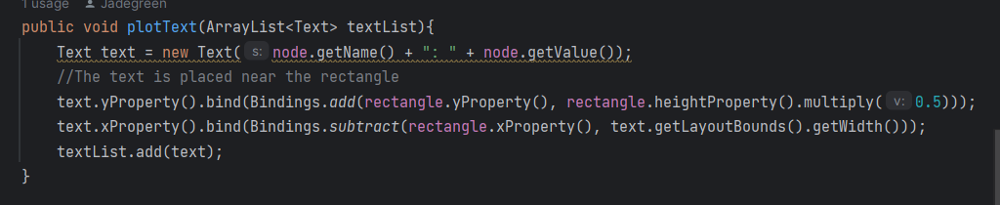 1 usage Jadegreen
public void plotText(ArrayList<Text> textList){
Text text = new Text( s: node.getName() + ": " + node.getValue());
//The text is placed near the rectangle
text.yProperty().bind(Bindings.add(rectangle.yProperty(), rectangle.heightProperty().multiply( v: 0.5)));
text.xProperty().bind(Bindings.subtract(rectangle.xProperty(), text.getLayoutBounds().getWidth()));
textList.add(text);
}